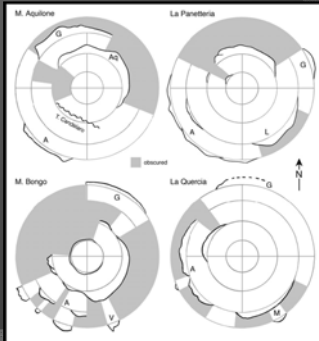 M. Aquilone
G
Aq
T. Candelaro
A
La Panetteria
G
A
L
obscured
N
M. Bongo
G
A
V
La Quercia
G
A
M